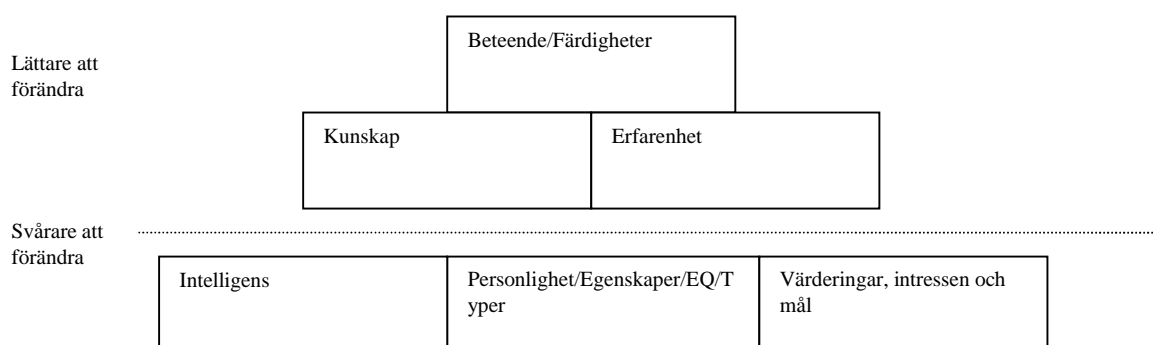 Beteende/Färdigheter
Lättare att
förändra
Kunskap
Erfarenhet
Svårare att
förändra
Intelligens
Personlighet/Egenskaper/EQ/T
yper
Värderingar, intressen och
mål